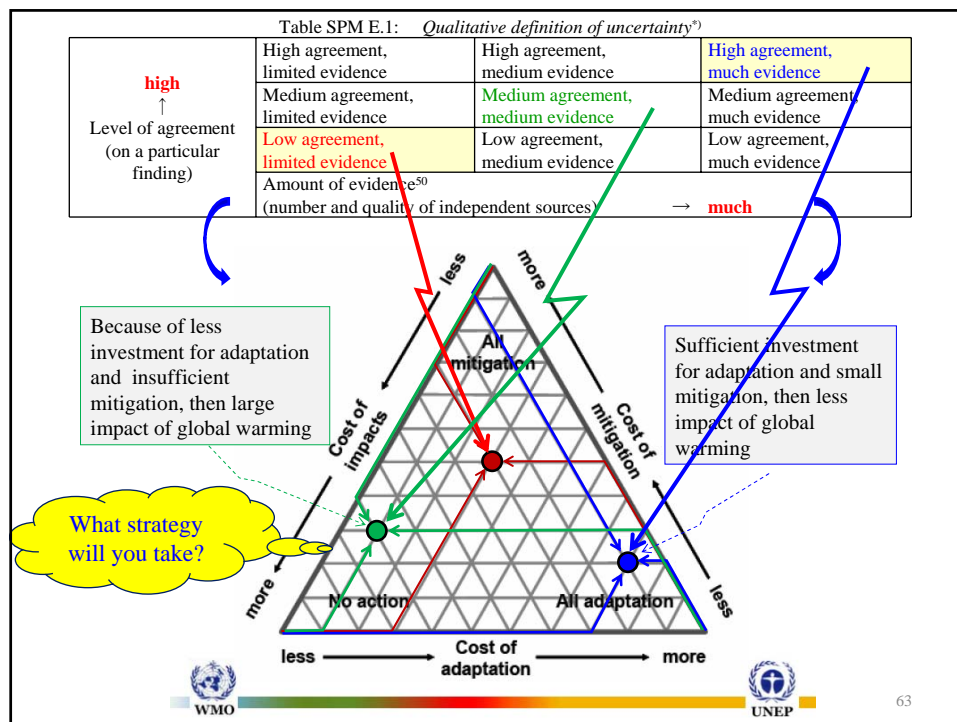 Table SPM E.1: Qualitative definition of uncertainty*)
high
↑
Level of agreement
(on a particular
finding)
High agreement,
limited evidence
High agreement,
medium evidence
High agreement,
much evidence
Medium agreement,
limited evidence
Medium agreement,
medium evidence
Medium agreement,
much evidence
Low agreement,
limited evidence
Low agreement,
medium evidence
Low agreement,
much evidence
Amount of evidence50
(number and quality of independent sources) → much
Because of less
investment for adaptation
and insufficient
mitigation, then large
impact of global warming
Sufficient investment
for adaptation and small
mitigation, then less
impact of global
warming
What strategy
will you take?
less
Cost of
impacts
more
more
Cost of
mitigation
less
All
mitigation
No action
All adaptation
less
Cost of
adaptation
more
WMO
UNEP
63